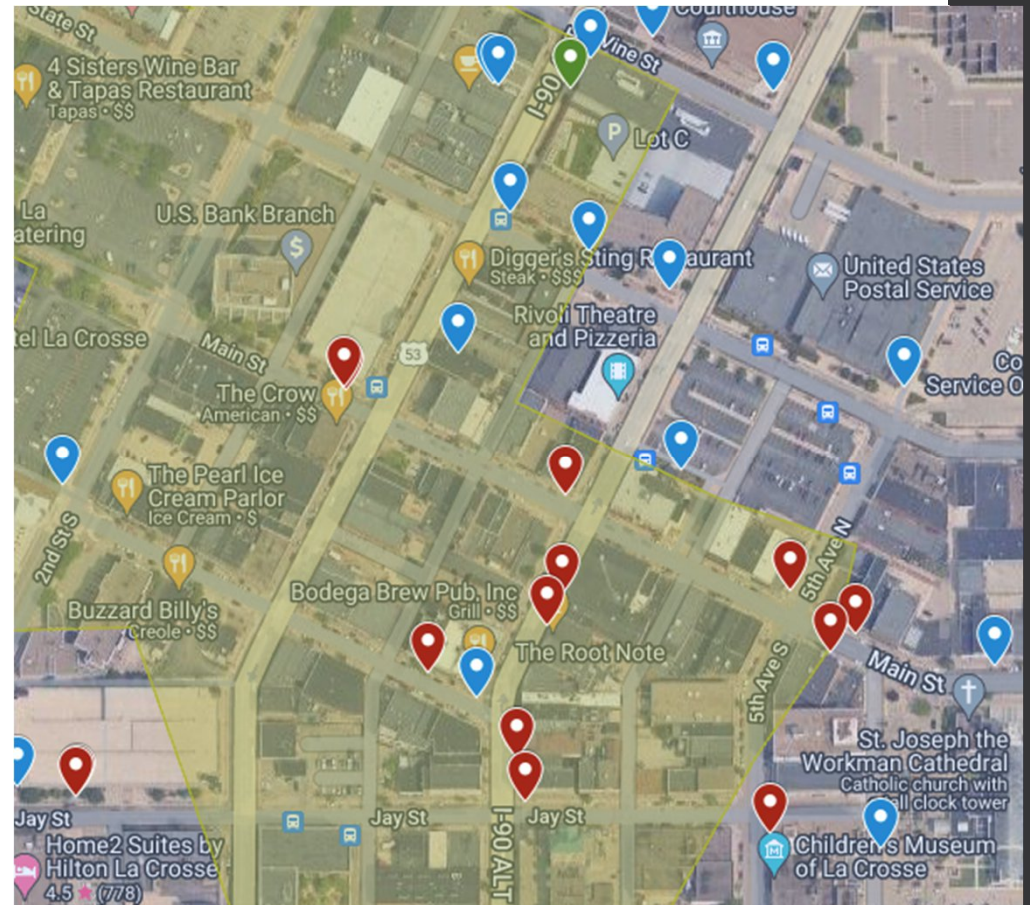 State St
Courthouse
Vine St
4 Sisters Wine Bar
& Tapas Restaurant
Tapas • $$
I-90
P
Lot C
La
atering
U.S. Bank Branch
$
Digger's Sting Restaurant
Steak • $$$
United States
Postal Service
Rivoli Theatre
and Pizzeria
tel La Crosse
Main St
53
Co
Service O
The Crow
American • $$
The Pearl Ice
Cream Parlor
Ice Cream • $
2nd St S
5th Ave N
Bodega Brew Pub, Inc
Grill • $$
Buzzard Billy's
Creole • $$
The Root Note
5th Ave S
Main St
St. Joseph the
Workman Cathedral
Catholic church with
clock tower
Jay St
Jay St
Jay St
I-90 ALT
Home2 Suites by
Hilton La Crosse
4.5 ★ (778)
Children's Museum
of La Crosse